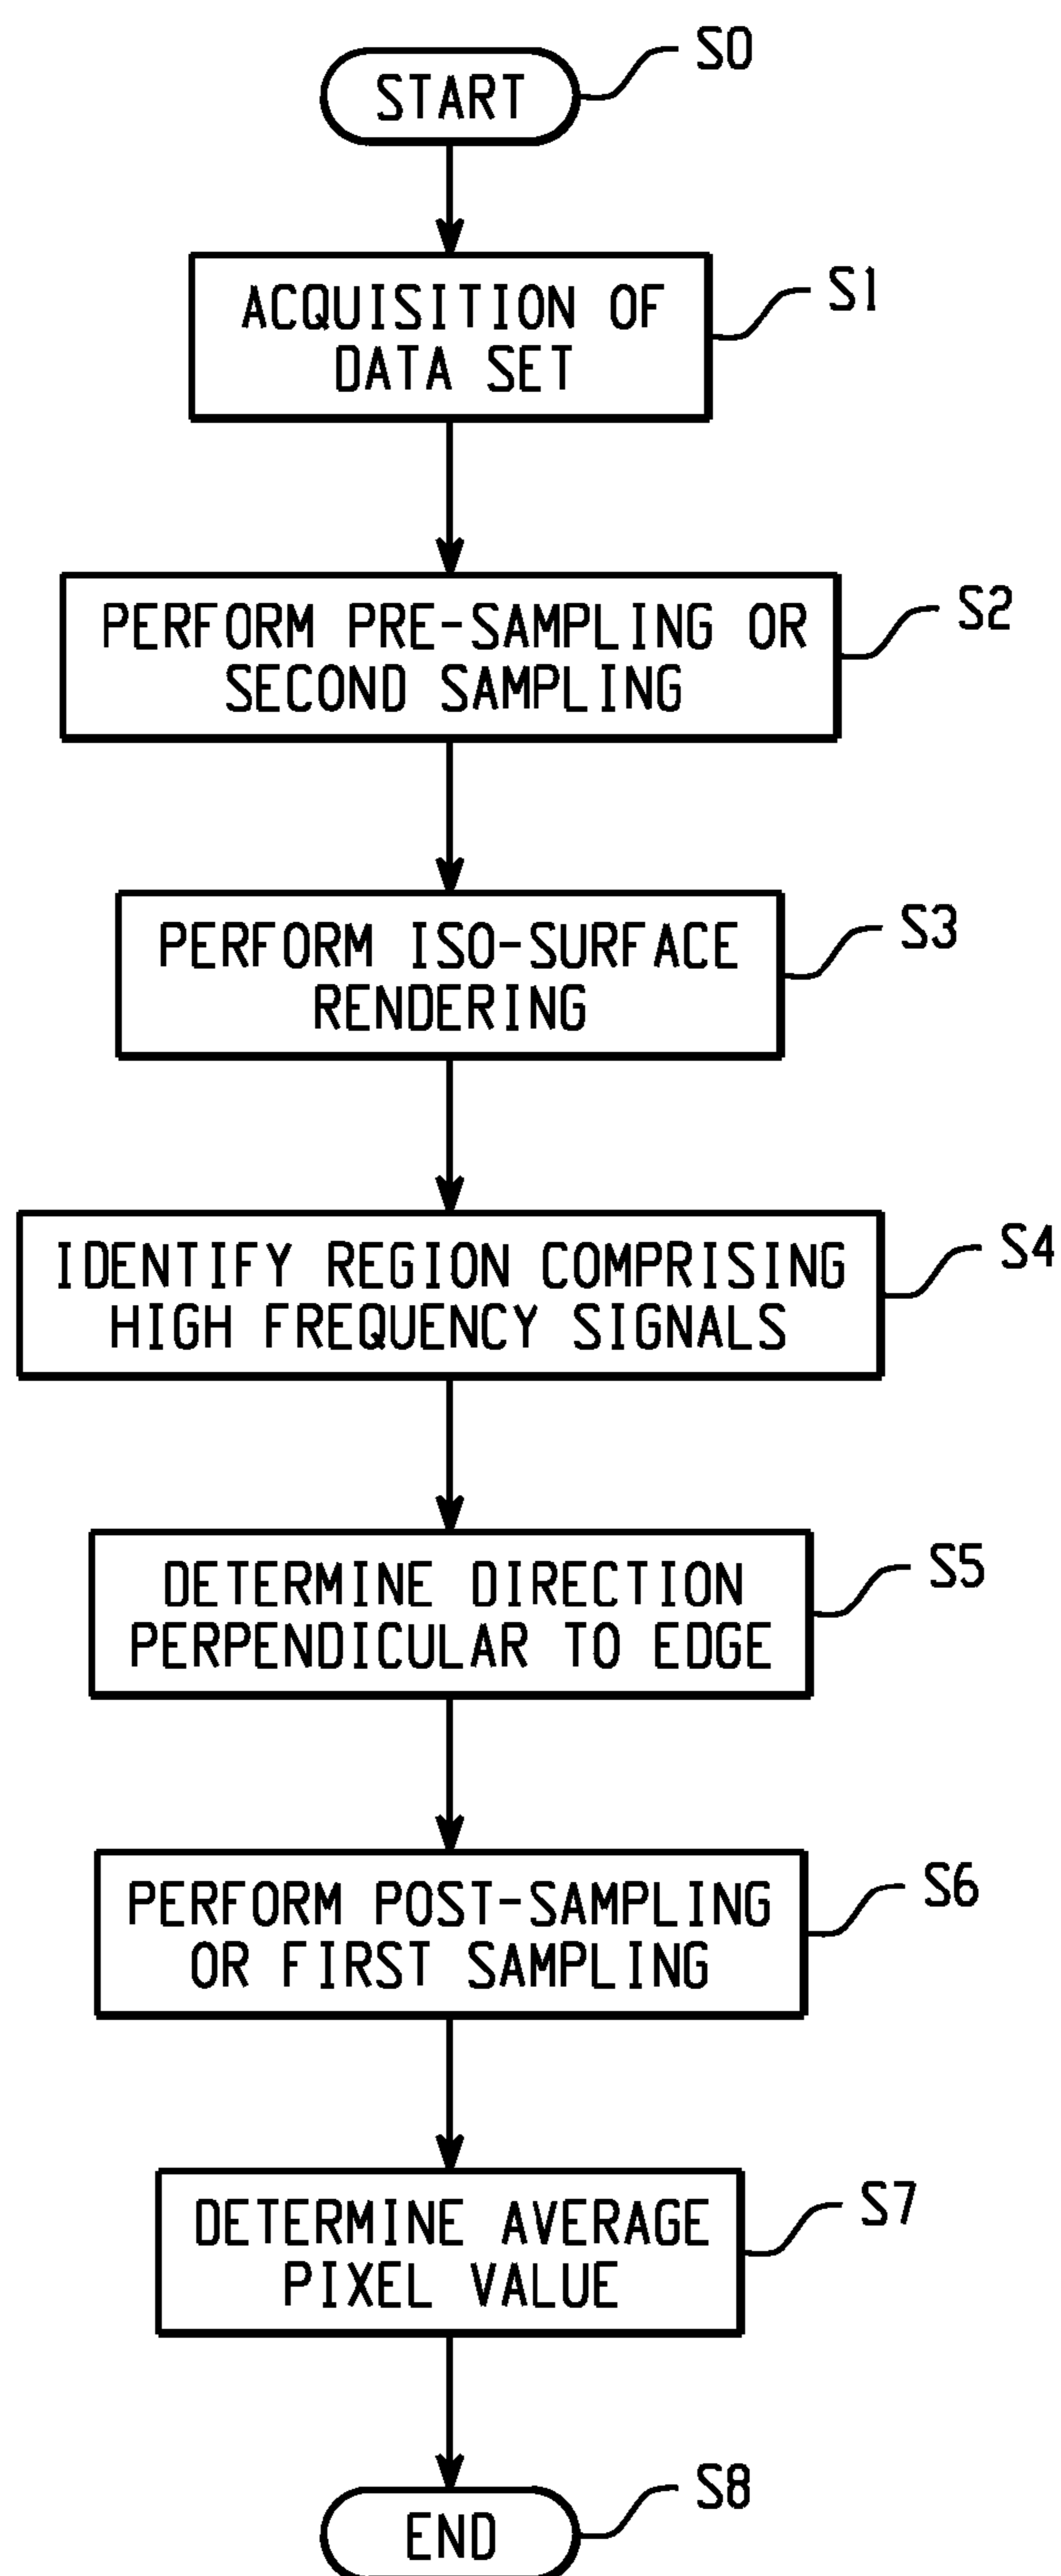 START
S0
ACQUISITION OF
DATA SET
S1
PERFORM PRE-SAMPLING OR
SECOND SAMPLING
S2
PERFORM ISO-SURFACE
RENDERING
S3
IDENTIFY REGION COMPRISING
HIGH FREQUENCY SIGNALS
S4
DETERMINE DIRECTION
PERPENDICULAR TO EDGE
S5
PERFORM POST-SAMPLING
OR FIRST SAMPLING
S6
DETERMINE AVERAGE
PIXEL VALUE
S7
END
S8